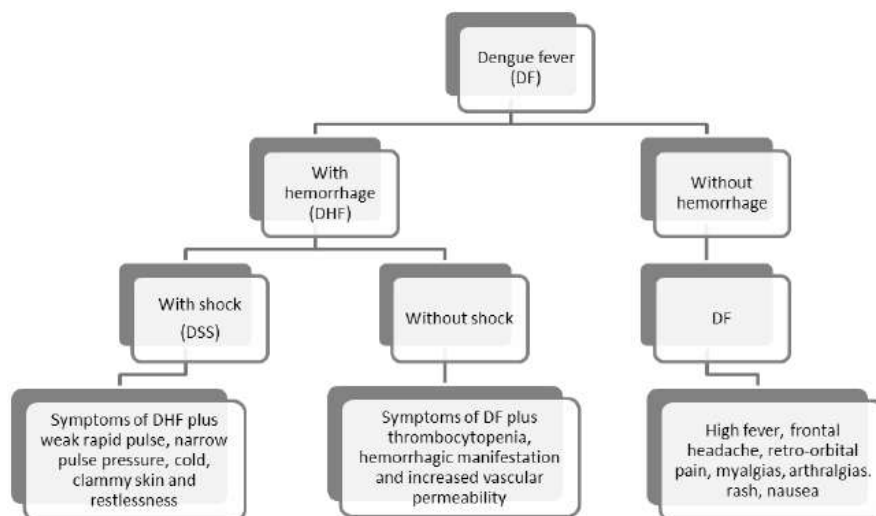 Dengue fever
(DF)
With
hemorrhage
(DHF)
Without
hemorrhage
With shock
(DSS)
Without shock
DF
Symptoms of DHF plus
weak rapid pulse, narrow
pulse pressure, cold,
clammy skin and
restlessness
Symptoms of DF plus
thrombocytopenia,
hemorrhagic manifestation
and increased vascular
permeability
High fever, frontal
headache, retro-orbital
pain, myalgias, arthralgias.
rash, nausea